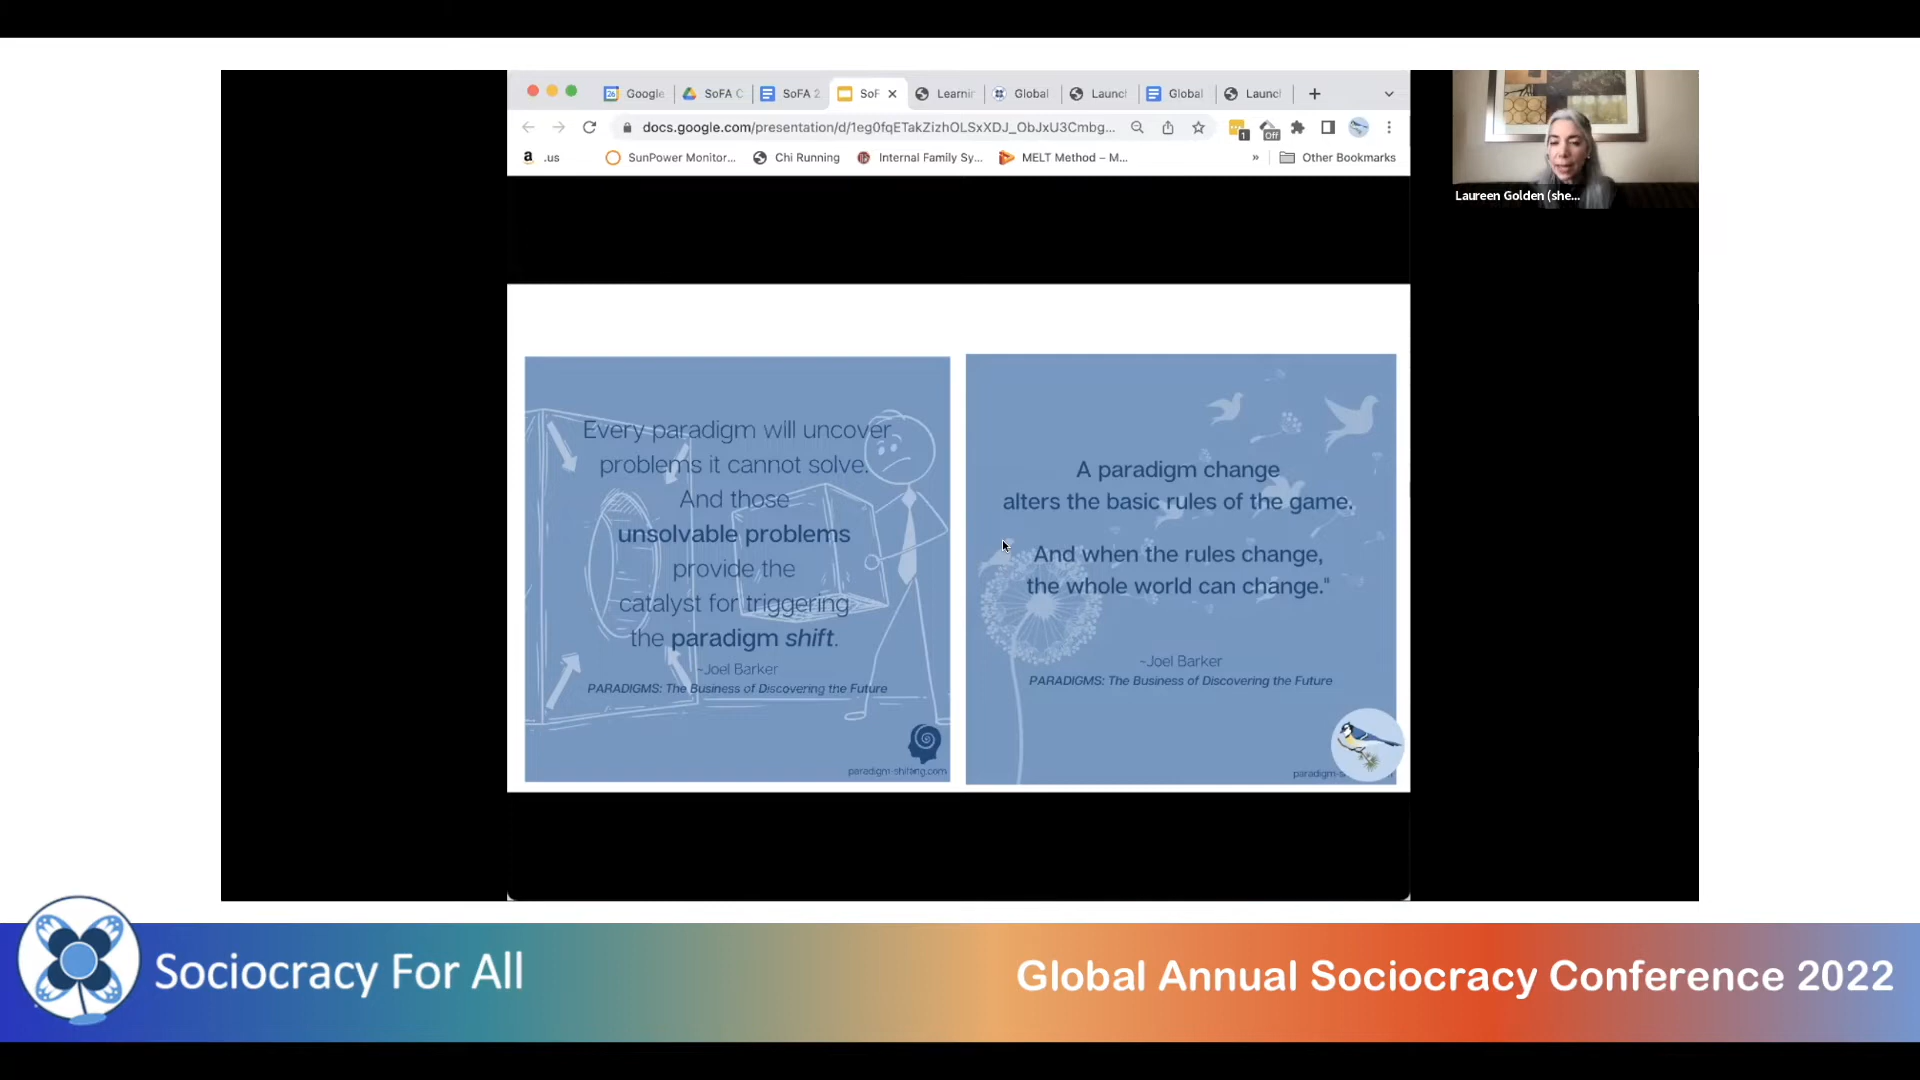 Google
SoFA C
SoFA 2
SoF
Learnin
Global
Launc
Global
Launcl
docs.google.com/presentation/d/1eg0fqETakZizhOLSxXDJ_ObJxU3Cmbg...
1
Off
a .us
SunPower Monitor...
Chi Running
Internal Family Sy...
MELT Method – M...
»
Other Bookmarks
Laureen Golden (she...
Every paradigm will uncover
problems it cannot solve.
And those
unsolvable problems
provide the
catalyst for triggering
the paradigm shift.
~Joel Barker
PARADIGMS: The Business of Discovering the Future
paradigm-shifting.com
A paradigm change
alters the basic rules of the game.
And when the rules change,
the whole world can change."
~Joel Barker
PARADIGMS: The Business of Discovering the Future
Sociocracy For All
Global Annual Sociocracy Conference 2022